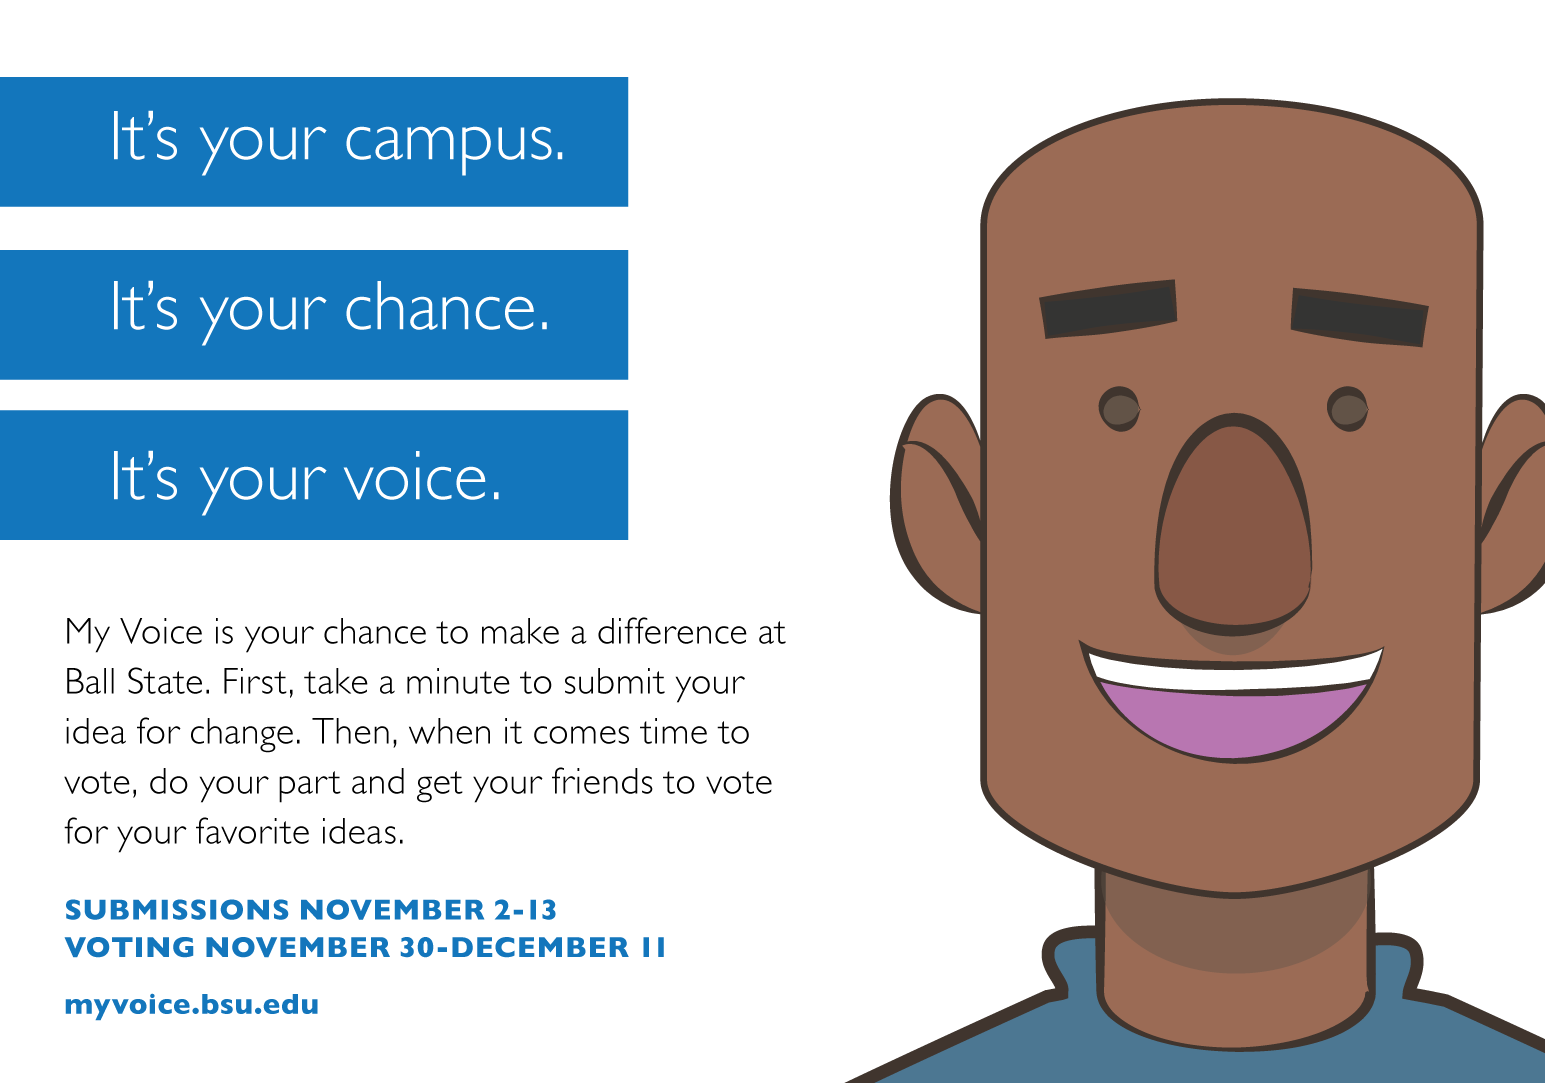 It’s your campus.
It’s your chance.
It’s your voice.
My Voice is your chance to make a difference at
Ball State. First, take a minute to submit your
idea for change. Then, when it comes time to
vote, do your part and get your friends to vote
for your favorite ideas.
SUBMISSIONS NOVEMBER 2-13
VOTING NOVEMBER 30-DECEMBER 11
myvoice.bsu.edu